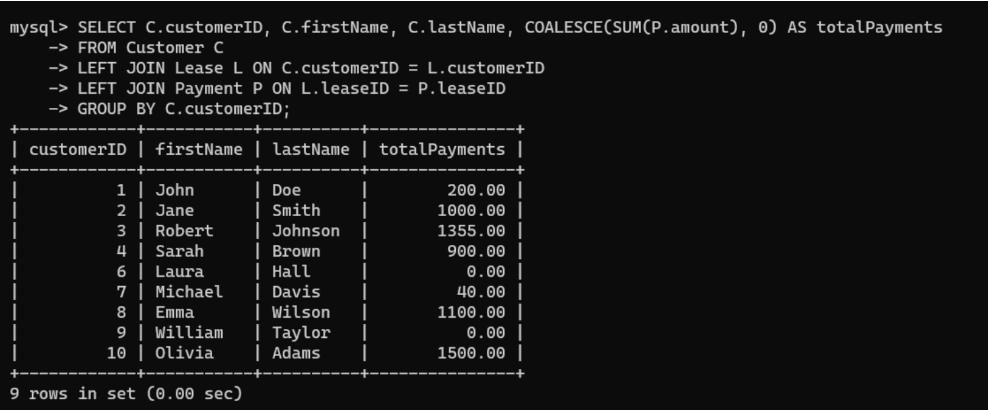 mysql> SELECT C.customerID, C.firstName, C.lastName, COALESCE(SUM(P.amount), 0) AS totalPayments
    -> FROM Customer C
    -> LEFT JOIN Lease L ON C.customerID = L.customerID
    -> LEFT JOIN Payment P ON L.leaseID = P.leaseID
    -> GROUP BY C.customerID;
+------------+-----------+----------+---------------+
| customerID | firstName | lastName | totalPayments |
+------------+-----------+----------+---------------+
|          1 | John      | Doe      |        200.00 |
|          2 | Jane      | Smith    |       1000.00 |
|          3 | Robert    | Johnson  |       1355.00 |
|          4 | Sarah     | Brown    |        900.00 |
|          6 | Laura     | Hall     |          0.00 |
|          7 | Michael   | Davis    |         40.00 |
|          8 | Emma      | Wilson   |       1100.00 |
|          9 | William   | Taylor   |          0.00 |
|         10 | Olivia    | Adams    |       1500.00 |
+------------+-----------+----------+---------------+
9 rows in set (0.00 sec)